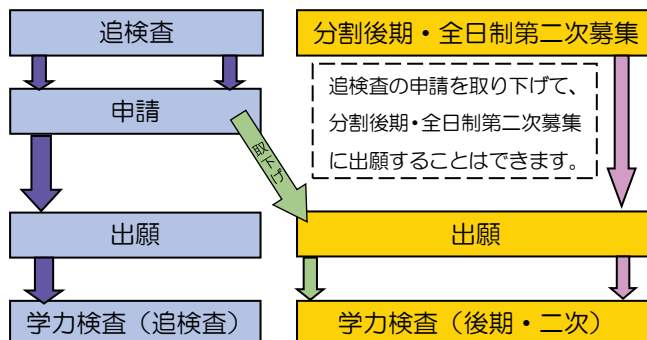 追検査
分割後期・全日制第二次募集
追検査の申請を取り下げて、
分割後期・全日制第二次募集
に出願することはできます。
申請
取下げ
出願
出願
学力検査（追検査）
学力検査（後期・二次）